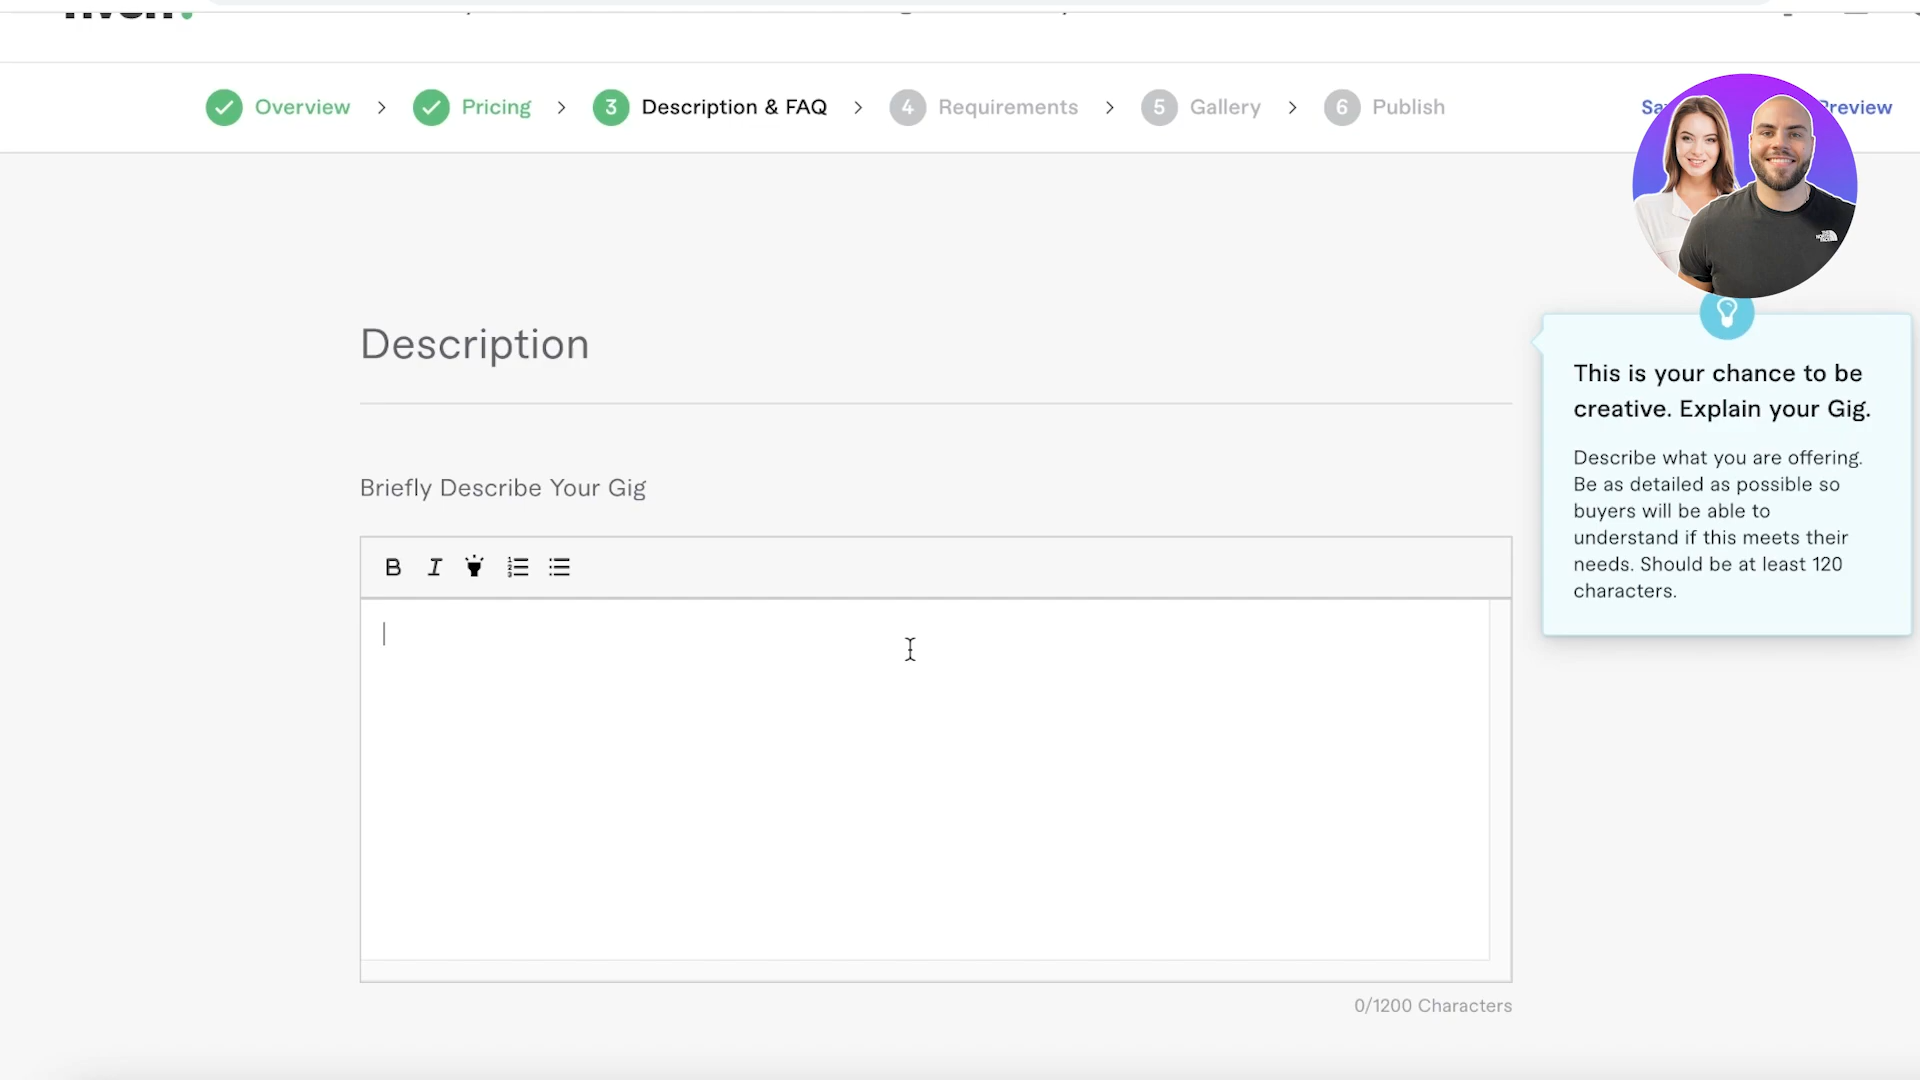 Overview > Pricing > 3 Description & FAQ > 4 Requirements > 5 Gallery > 6 Publish
Preview
Description
This is your chance to be
creative. Explain your Gig.
Describe what you are offering.
Be as detailed as possible so
buyers will be able to
understand if this meets their
needs. Should be at least 120
characters.
Briefly Describe Your Gig
B I
0/1200 Characters